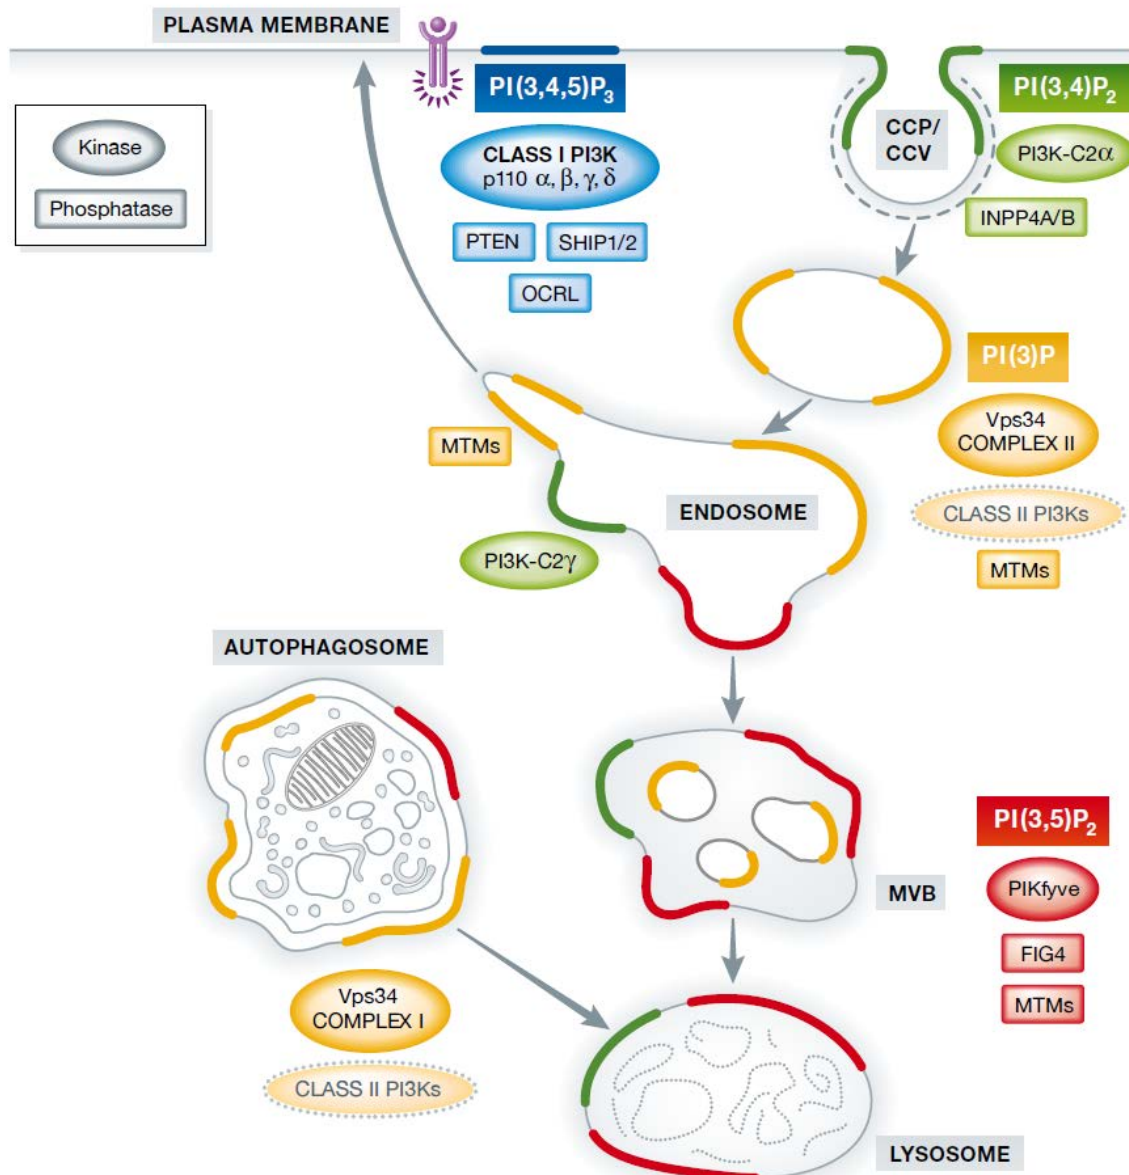 PLASMA MEMBRANE
Kinase
Phosphatase
PI(3,4,5)P₃
CLASS I PI3K
p110 α, β, γ, δ
PTEN
SHIP1/2
OCRL
CCP/
CCV
PI(3,4)P₂
PI3K-C2α
INPP4A/B
PI(3)P
Vps34
COMPLEX II
CLASS II PI3Ks
MTMs
MTMs
ENDOSOME
PI3K-C2γ
AUTOPHAGOSOME
Vps34
COMPLEX I
CLASS II PI3Ks
MVB
PI(3,5)P₂
PIKfyve
FIG4
MTMs
LYSOSOME